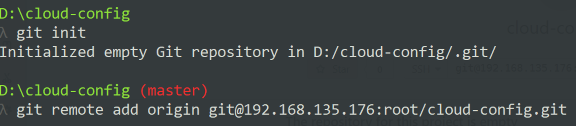 D:\cloud-config
λ git init
Initialized empty Git repository in D:/cloud-config/.git/
D:\cloud-config (master)
λ git remote add origin git@192.168.135.176:root/cloud-config.git